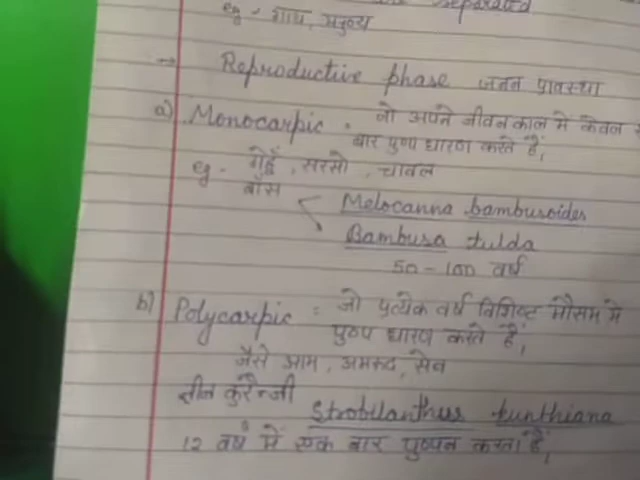 separated
eg - गाय, मनुष्य
→ Reproductive phase जनन प्रावस्था
a) Monocarpic - जो अपने जीवन काल मे केवल
बार पुष्प धारण करते हैं,
eg - गेहूँ, सरसो, चावल
बाँस Melocanna bambusoides
Bambusa tulda
50-100 वर्ष
b) Polycarpic : जो प्रत्येक वर्ष विशिष्ट मौसम मे
पुष्प धारण करते हैं,
जैसे आम, अमरूद, सेव
नील कुरेन्जी
Strobilanthus kunthiana
12 वर्ष में एक बार पुष्पन करता है,